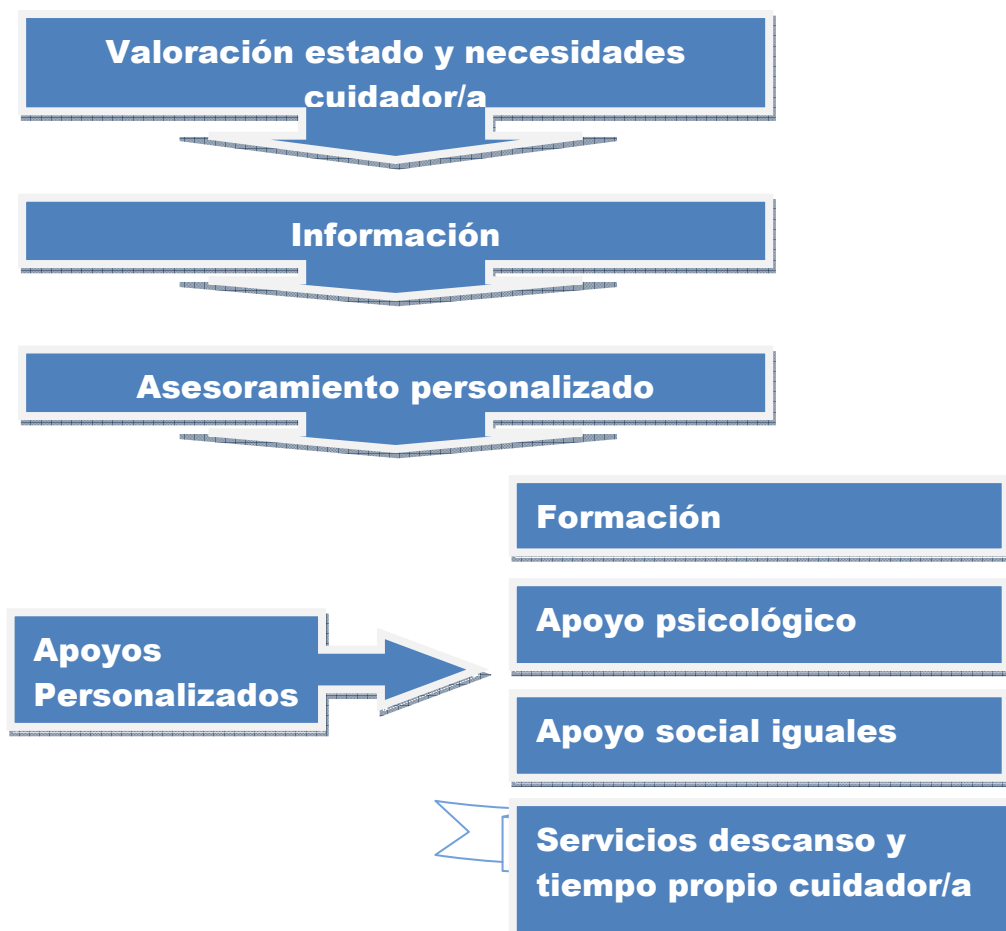 Valoración estado y necesidades
cuidador/a
Información
Asesoramiento personalizado
Formación
Apoyo psicológico
Apoyos
Personalizados
Apoyo social iguales
Servicios descanso y
tiempo propio cuidador/a